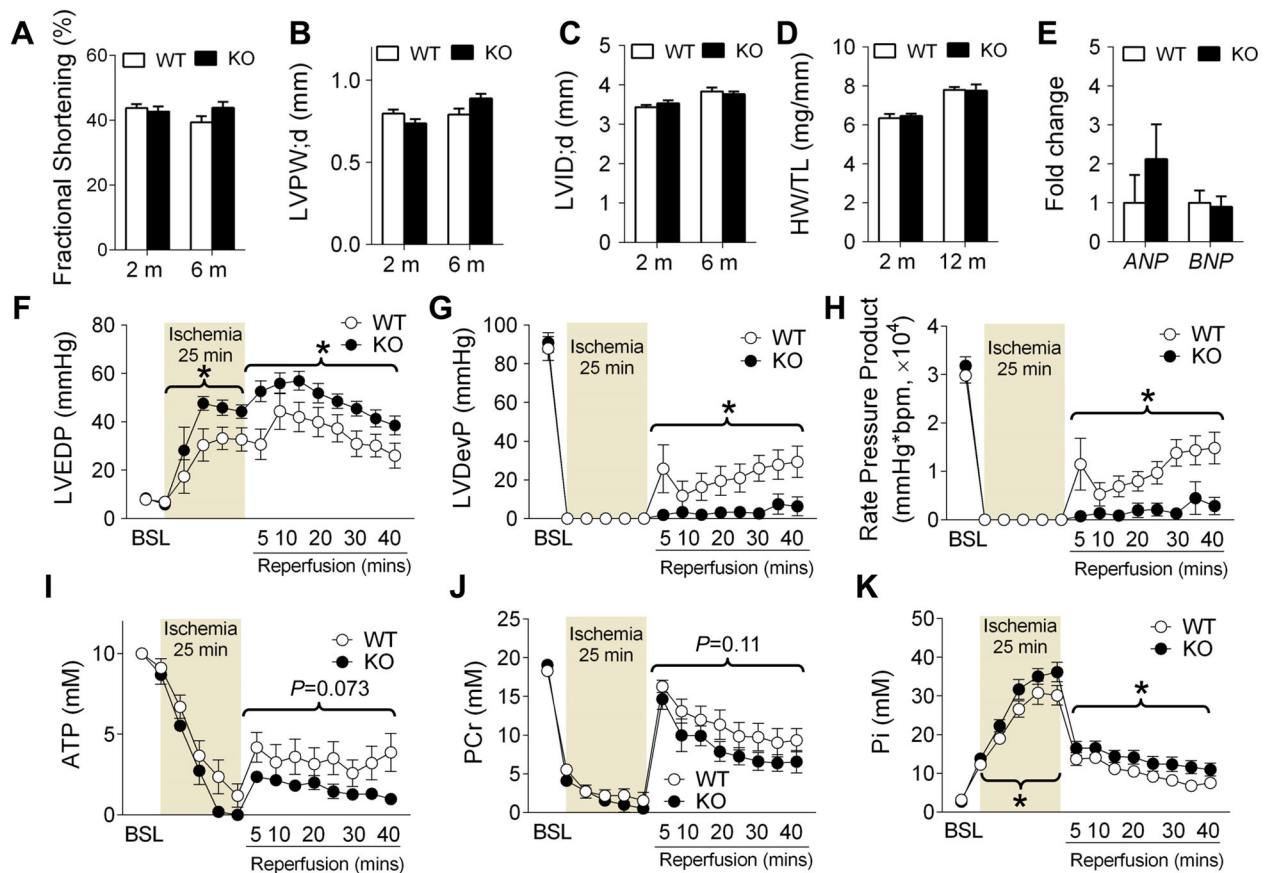 A
Fractional Shortening (%)
WT KO
60
40
20
0
2 m 6 m
B
LVPW;d (mm)
WT KO
1.0
0.5
0.0
2 m 6 m
C
LVID;d (mm)
WT KO
5
4
3
2
1
0
2 m 6 m
D
HW/TL (mg/mm)
WT KO
10
8
6
4
2
0
2 m 12 m
E
Fold change
WT KO
5
4
3
2
1
0
ANP BNP
F
LVEDP (mmHg)
80
60
40
20
0
Ischemia
25 min
WT
KO
*
*
BSL 5 10 20 30 40
Reperfusion (mins)
G
LVDevP (mmHg)
100
80
60
40
20
0
Ischemia
25 min
WT
KO
*
BSL 5 10 20 30 40
Reperfusion (mins)
H
Rate Pressure Product
(mmHg*bpm, ×10⁴)
4
3
2
1
0
Ischemia
25 min
WT
KO
*
BSL 5 10 20 30 40
Reperfusion (mins)
I
ATP (mM)
10
5
0
Ischemia
25 min
WT
KO
P=0.073
BSL 5 10 20 30 40
Reperfusion (mins)
J
PCr (mM)
25
20
15
10
5
0
Ischemia
25 min
P=0.11
WT
KO
BSL 5 10 20 30 40
Reperfusion (mins)
K
Pi (mM)
50
40
30
20
10
0
Ischemia
25 min
WT
KO
*
*
BSL 5 10 20 30 40
Reperfusion (mins)